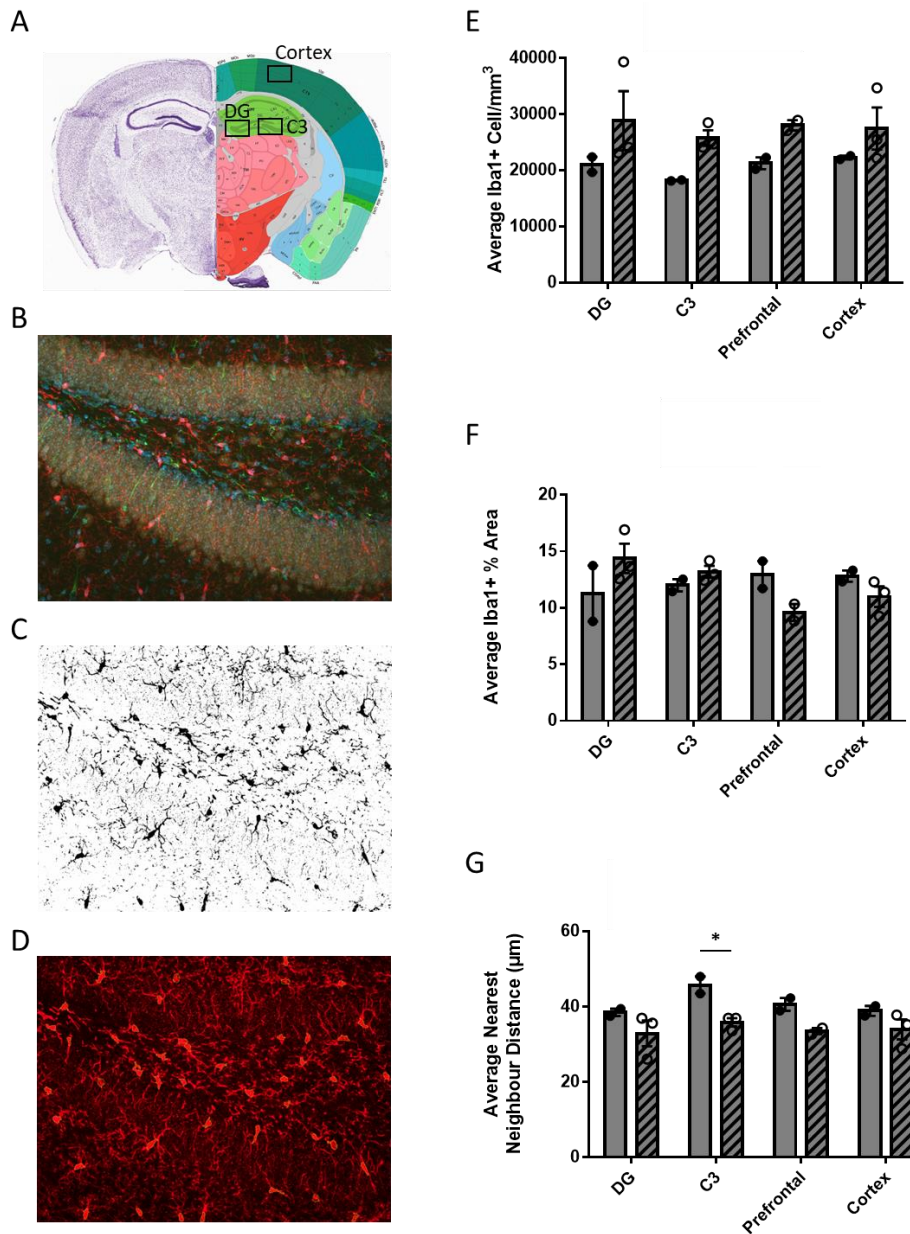 A
Cortex
DG
C3
B
C
D
E
Average Iba1+ Cell/mm³
40000
30000
20000
10000
0
DG
C3
Prefrontal
Cortex
F
Average Iba1+ % Area
20
15
10
5
0
DG
C3
Prefrontal
Cortex
G
Average Nearest
Neighbour Distance (µm)
60
40
20
0
*
DG
C3
Prefrontal
Cortex